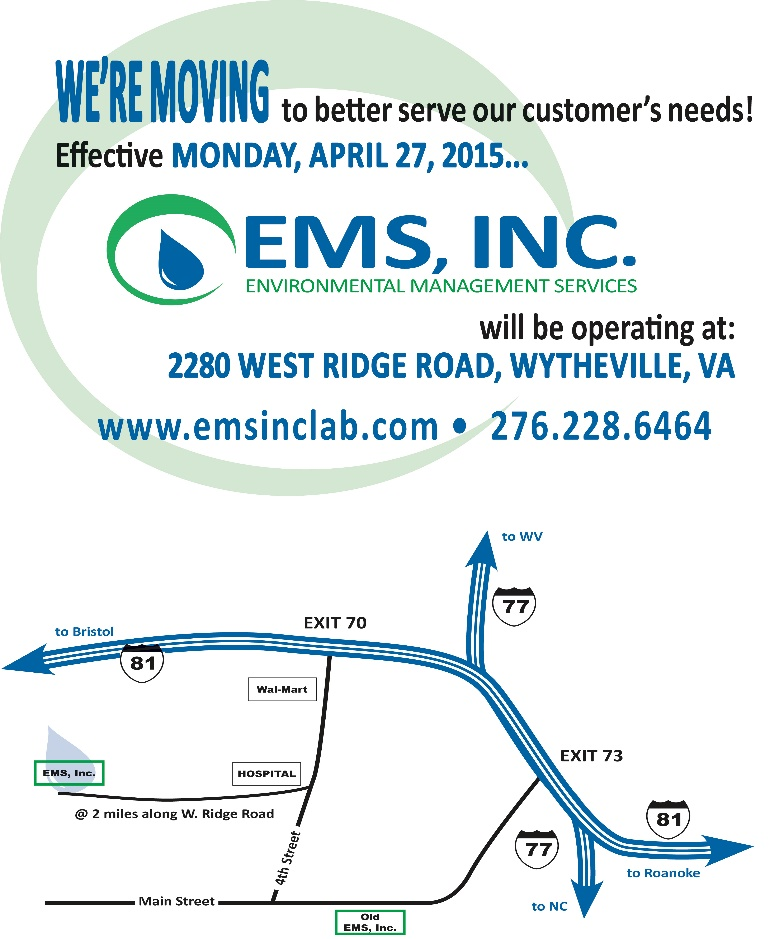 WE'RE MOVING to better serve our customer's needs!
Effective MONDAY, APRIL 27, 2015...
EMS, INC.
ENVIRONMENTAL MANAGEMENT SERVICES
will be operating at:
2280 WEST RIDGE ROAD, WYTHEVILLE, VA
www.emsinclab.com • 276.228.6464
to WV
77
EXIT 70
to Bristol
81
Wal-Mart
EXIT 73
EMS, Inc.
HOSPITAL
@ 2 miles along W. Ridge Road
81
77
4th Street
to Roanoke
Main Street
to NC
Old
EMS, Inc.